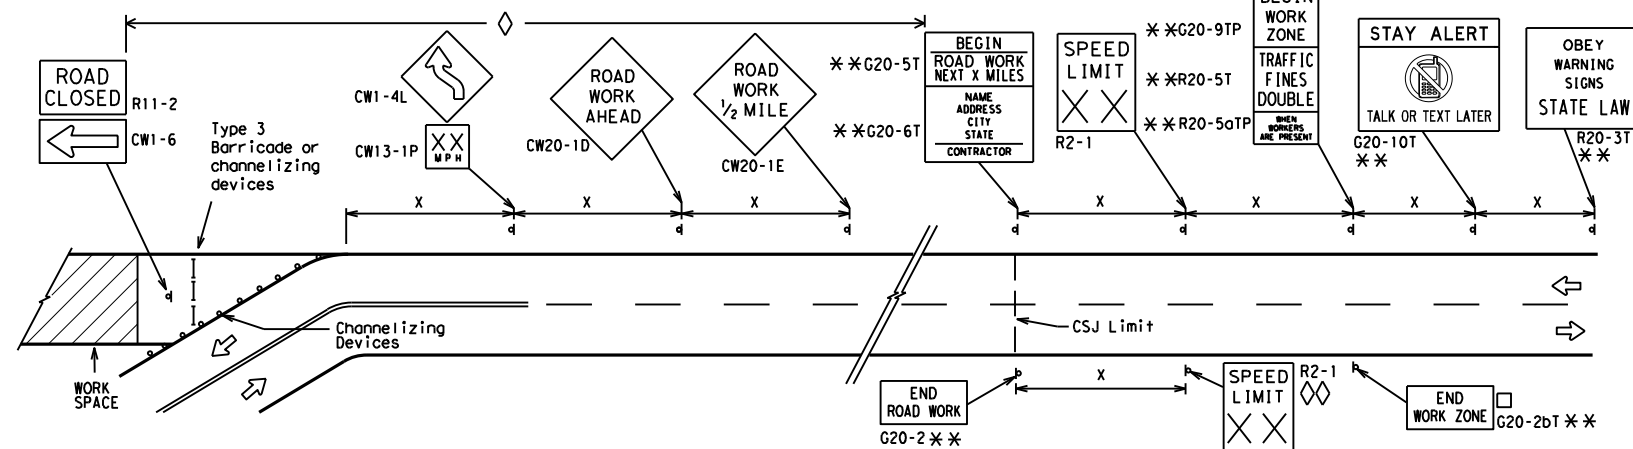 ROAD
CLOSED
R11-2
CW1-6
Type 3
Barricade or
channelizing
devices
CW1-4L
XX
MPH
CW13-1P
ROAD
WORK
AHEAD
CW20-1D
ROAD
WORK
1/2 MILE
CW20-1E
**G20-5T
BEGIN
ROAD WORK
NEXT X MILES
**G20-6T
NAME
ADDRESS
CITY
STATE
CONTRACTOR
SPEED
LIMIT
XX
R2-1
**G20-9TP
BEGIN
WORK
ZONE
**R20-5T
TRAFFIC
FINES
DOUBLE
**R20-5aTP
WHEN
WORKERS
ARE PRESENT
STAY ALERT
TALK OR TEXT LATER
G20-10T
**
OBEY
WARNING
SIGNS
STATE LAW
R20-3T
**
X
X
X
X
X
X
X
Channelizing
Devices
WORK
SPACE
CSJ Limit
X
END
ROAD WORK
G20-2**
SPEED
LIMIT
XX
R2-1
END
WORK ZONE
G20-2bT **